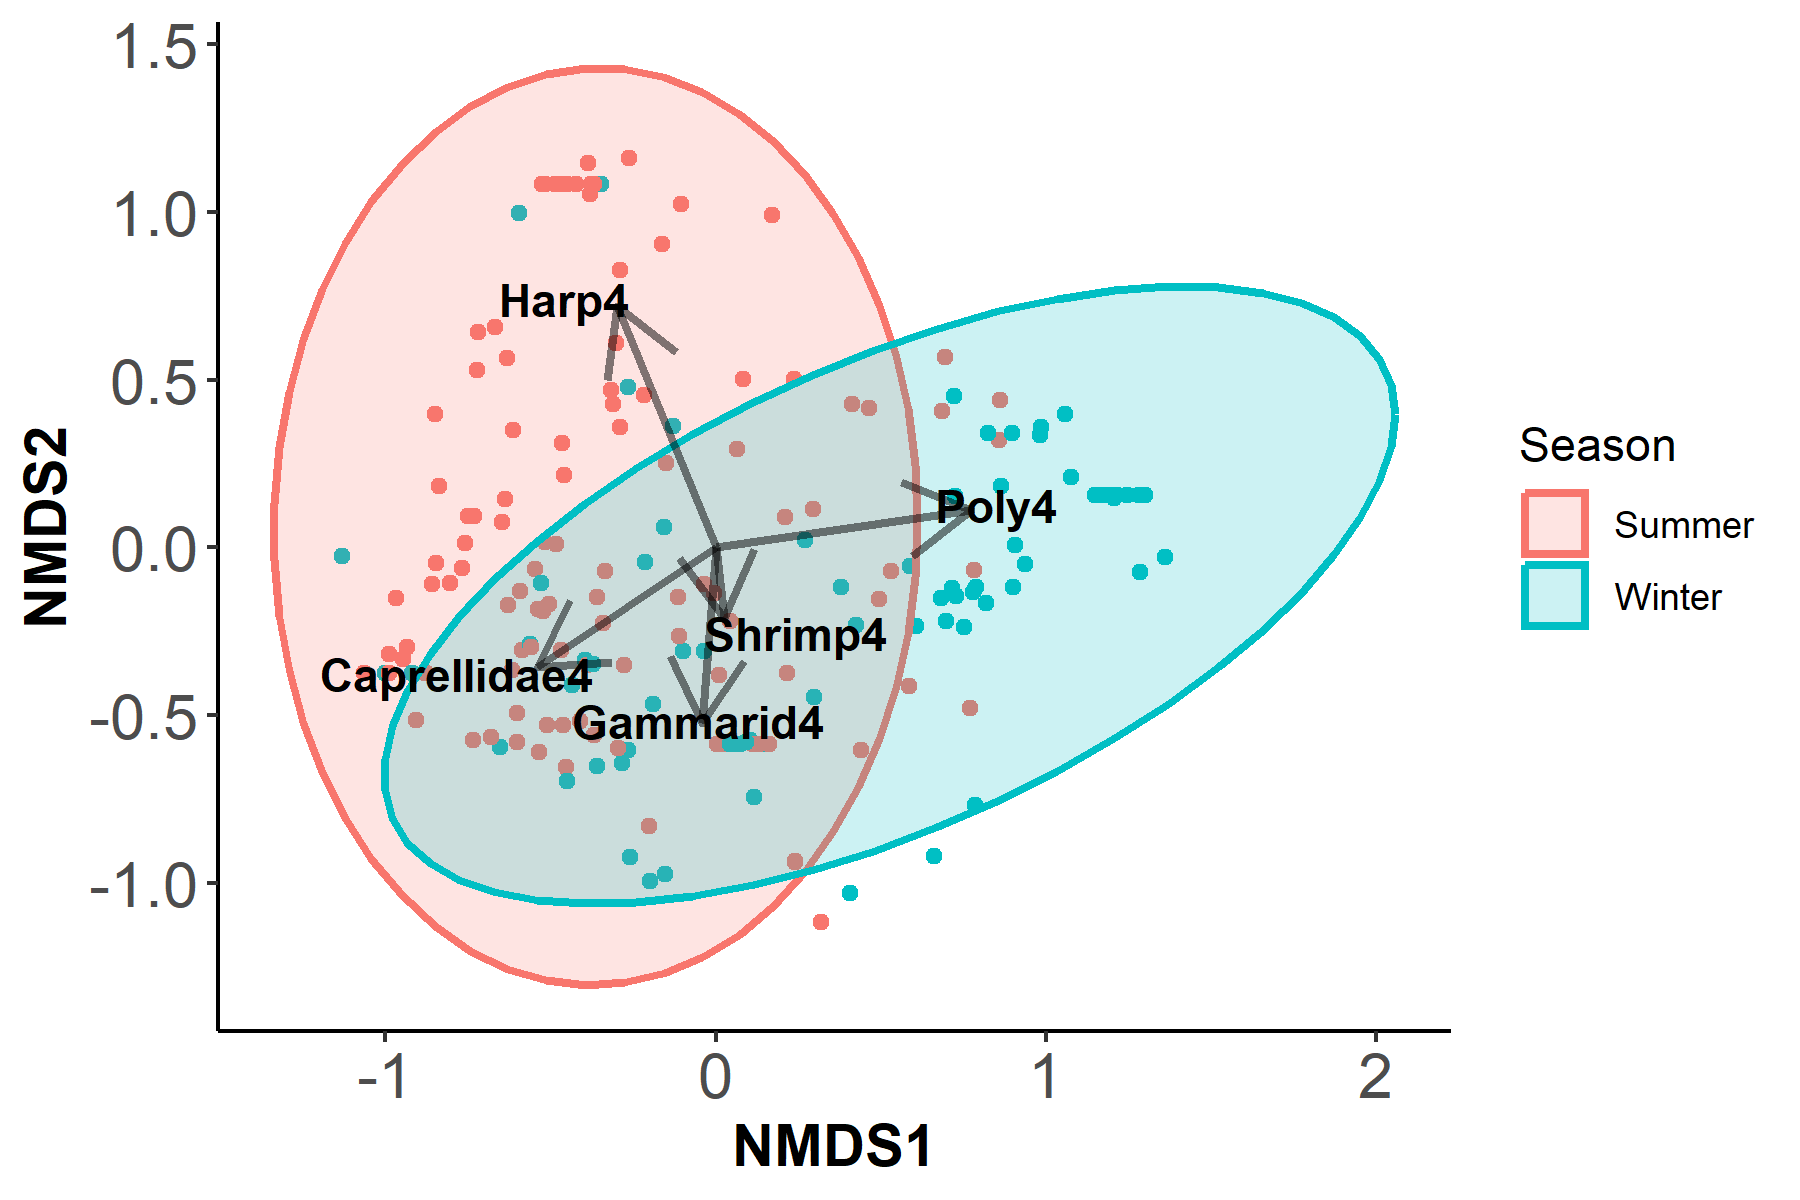 1.5
1.0
0.5
0.0
-0.5
-1.0
NMDS2
Harp4
Poly4
Shrimp4
Caprellidae4
Gammarid4
-1
0
1
2
NMDS1
Season
Summer
Winter